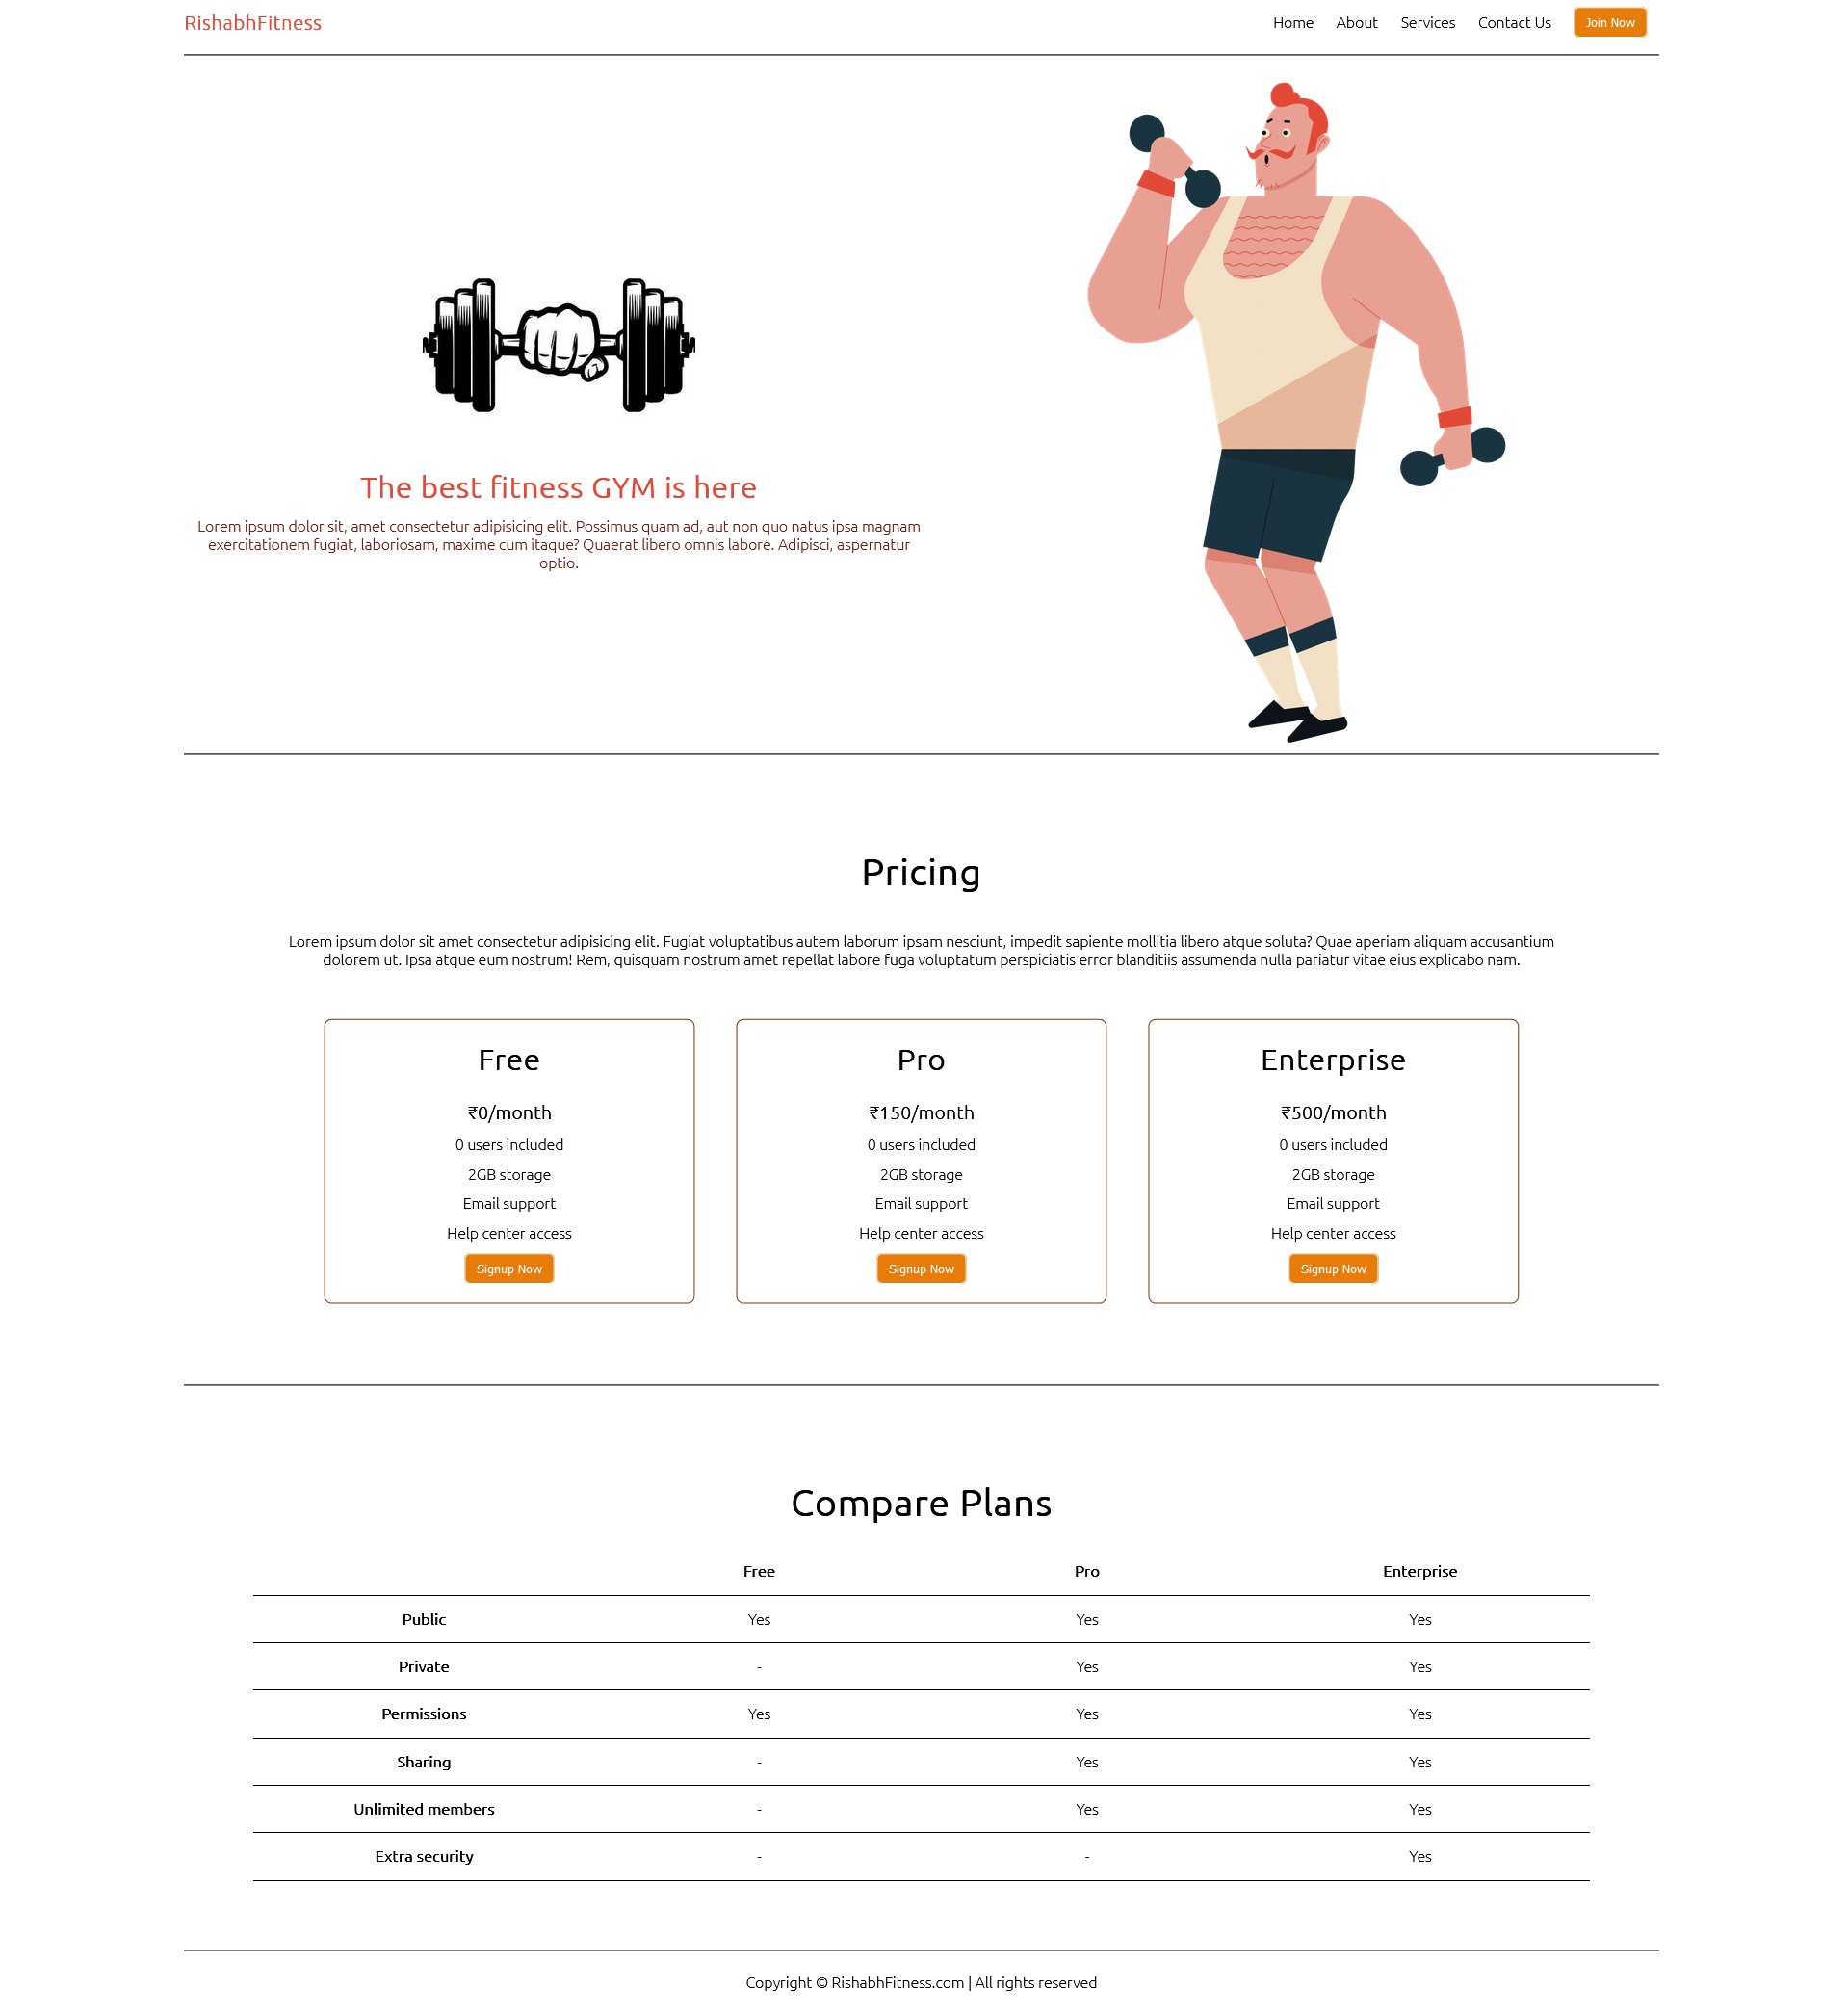 RishabhFitness
Home About Services Contact Us Join Now
The best fitness GYM is here
Lorem ipsum dolor sit, amet consectetur adipisicing elit. Possimus quam ad, aut non quo natus ipsa magnam
exercitationem fugiat, laboriosam, maxime cum itaque? Quaerat libero omnis labore. Adipisci, aspernatur
optio.
Pricing
Lorem ipsum dolor sit amet consectetur adipisicing elit. Fugiat voluptatibus autem laborum ipsam nesciunt, impedit sapiente mollitia libero atque soluta? Quae aperiam aliquam accusantium
dolorem ut. Ipsa atque eum nostrum! Rem, quisquam nostrum amet repellat labore fuga voluptatum perspiciatis error blanditiis assumenda nulla pariatur vitae eius explicabo nam.
Free
₹0/month
0 users included
2GB storage
Email support
Help center access
Signup Now
Pro
₹150/month
0 users included
2GB storage
Email support
Help center access
Signup Now
Enterprise
₹500/month
0 users included
2GB storage
Email support
Help center access
Signup Now
Compare Plans
Free Pro Enterprise
Public Yes Yes Yes
Private - Yes Yes
Permissions Yes Yes Yes
Sharing - Yes Yes
Unlimited members - Yes Yes
Extra security - - Yes
Copyright © RishabhFitness.com | All rights reserved